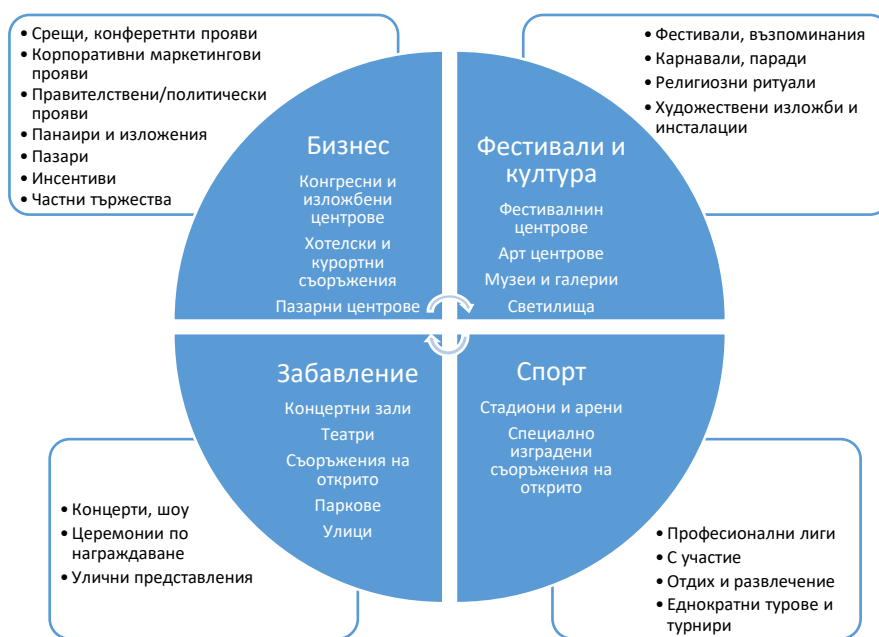 • Срещи, конферетнти прояви
• Корпоративни маркетингови
прояви
• Правителствени/политически
прояви
• Панаири и изложения
• Пазари
• Инсентиви
• Частни тържества
• Фестивали, възпоминания
• Карнавали, паради
• Религиозни ритуали
• Художествени изложби и
инсталации
Бизнес
Конгресни и
изложбени
центрове
Хотелски и
курортни
съоръжения
Пазарни центрове
Фестивали и
култура
Фестивалнин
центрове
Арт центрове
Музеи и галерии
Светилища
Забавление
Концертни зали
Театри
Съоръжения на
открито
Паркове
Улици
Спорт
Стадиони и арени
Специално
изградени
съоръжения на
открито
• Концерти, шоу
• Церемонии по
награждаване
• Улични представления
• Професионални лиги
• С участие
• Отдих и развлечение
• Еднократни турове и
турнири